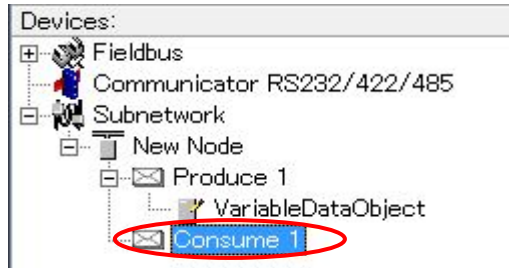 Devices:
Fieldbus
Communicator RS232/422/485
Subnetwork
New Node
Produce 1
VariableDataObject
Consume 1